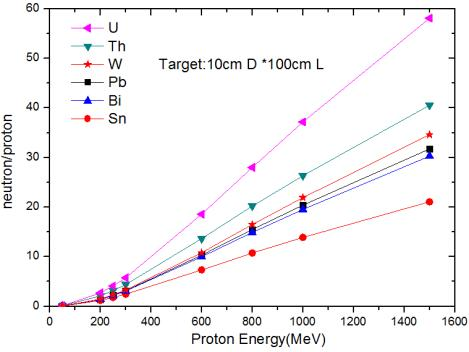 60
50
40
30
20
10
0
neutron/proton
U
Th
W
Pb
Bi
Sn
Target:10cm D *100cm L
0 200 400 600 800 1000 1200 1400 1600
Proton Energy(MeV)